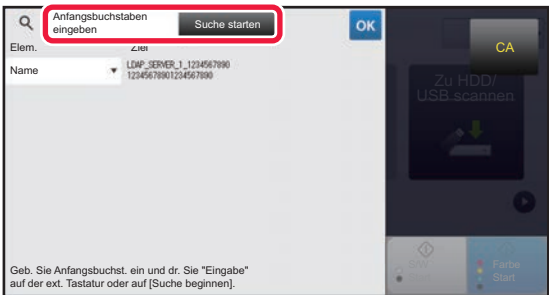 Anfangsbuchstaben
eingeben
Suche starten
OK
CA
Elem.
Ziel
Name
LDAP_SERVER_1_1234567890
12345678901234567890
Zu HDD/
USB scannen
Geb. Sie Anfangsbuchst. ein und dr. Sie "Eingabe"
auf der ext. Tastatur oder auf [Suche beginnen].
Farbe
Start